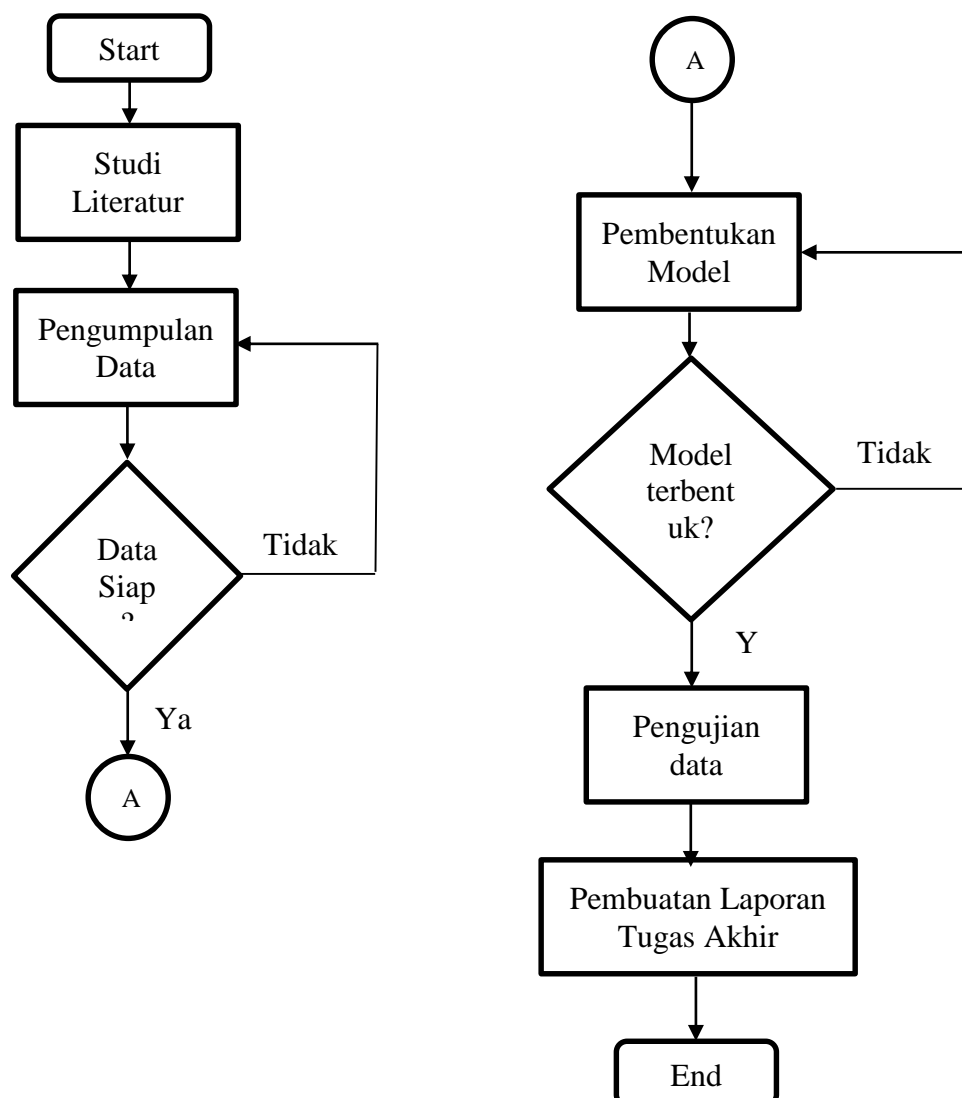 Start
Studi
Literatur
Pengumpulan
Data
Data
Siap
?
Tidak
Ya
A
A
Pembentukan
Model
Model
terbent
uk?
Tidak
Y
Pengujian
data
Pembuatan Laporan
Tugas Akhir
End